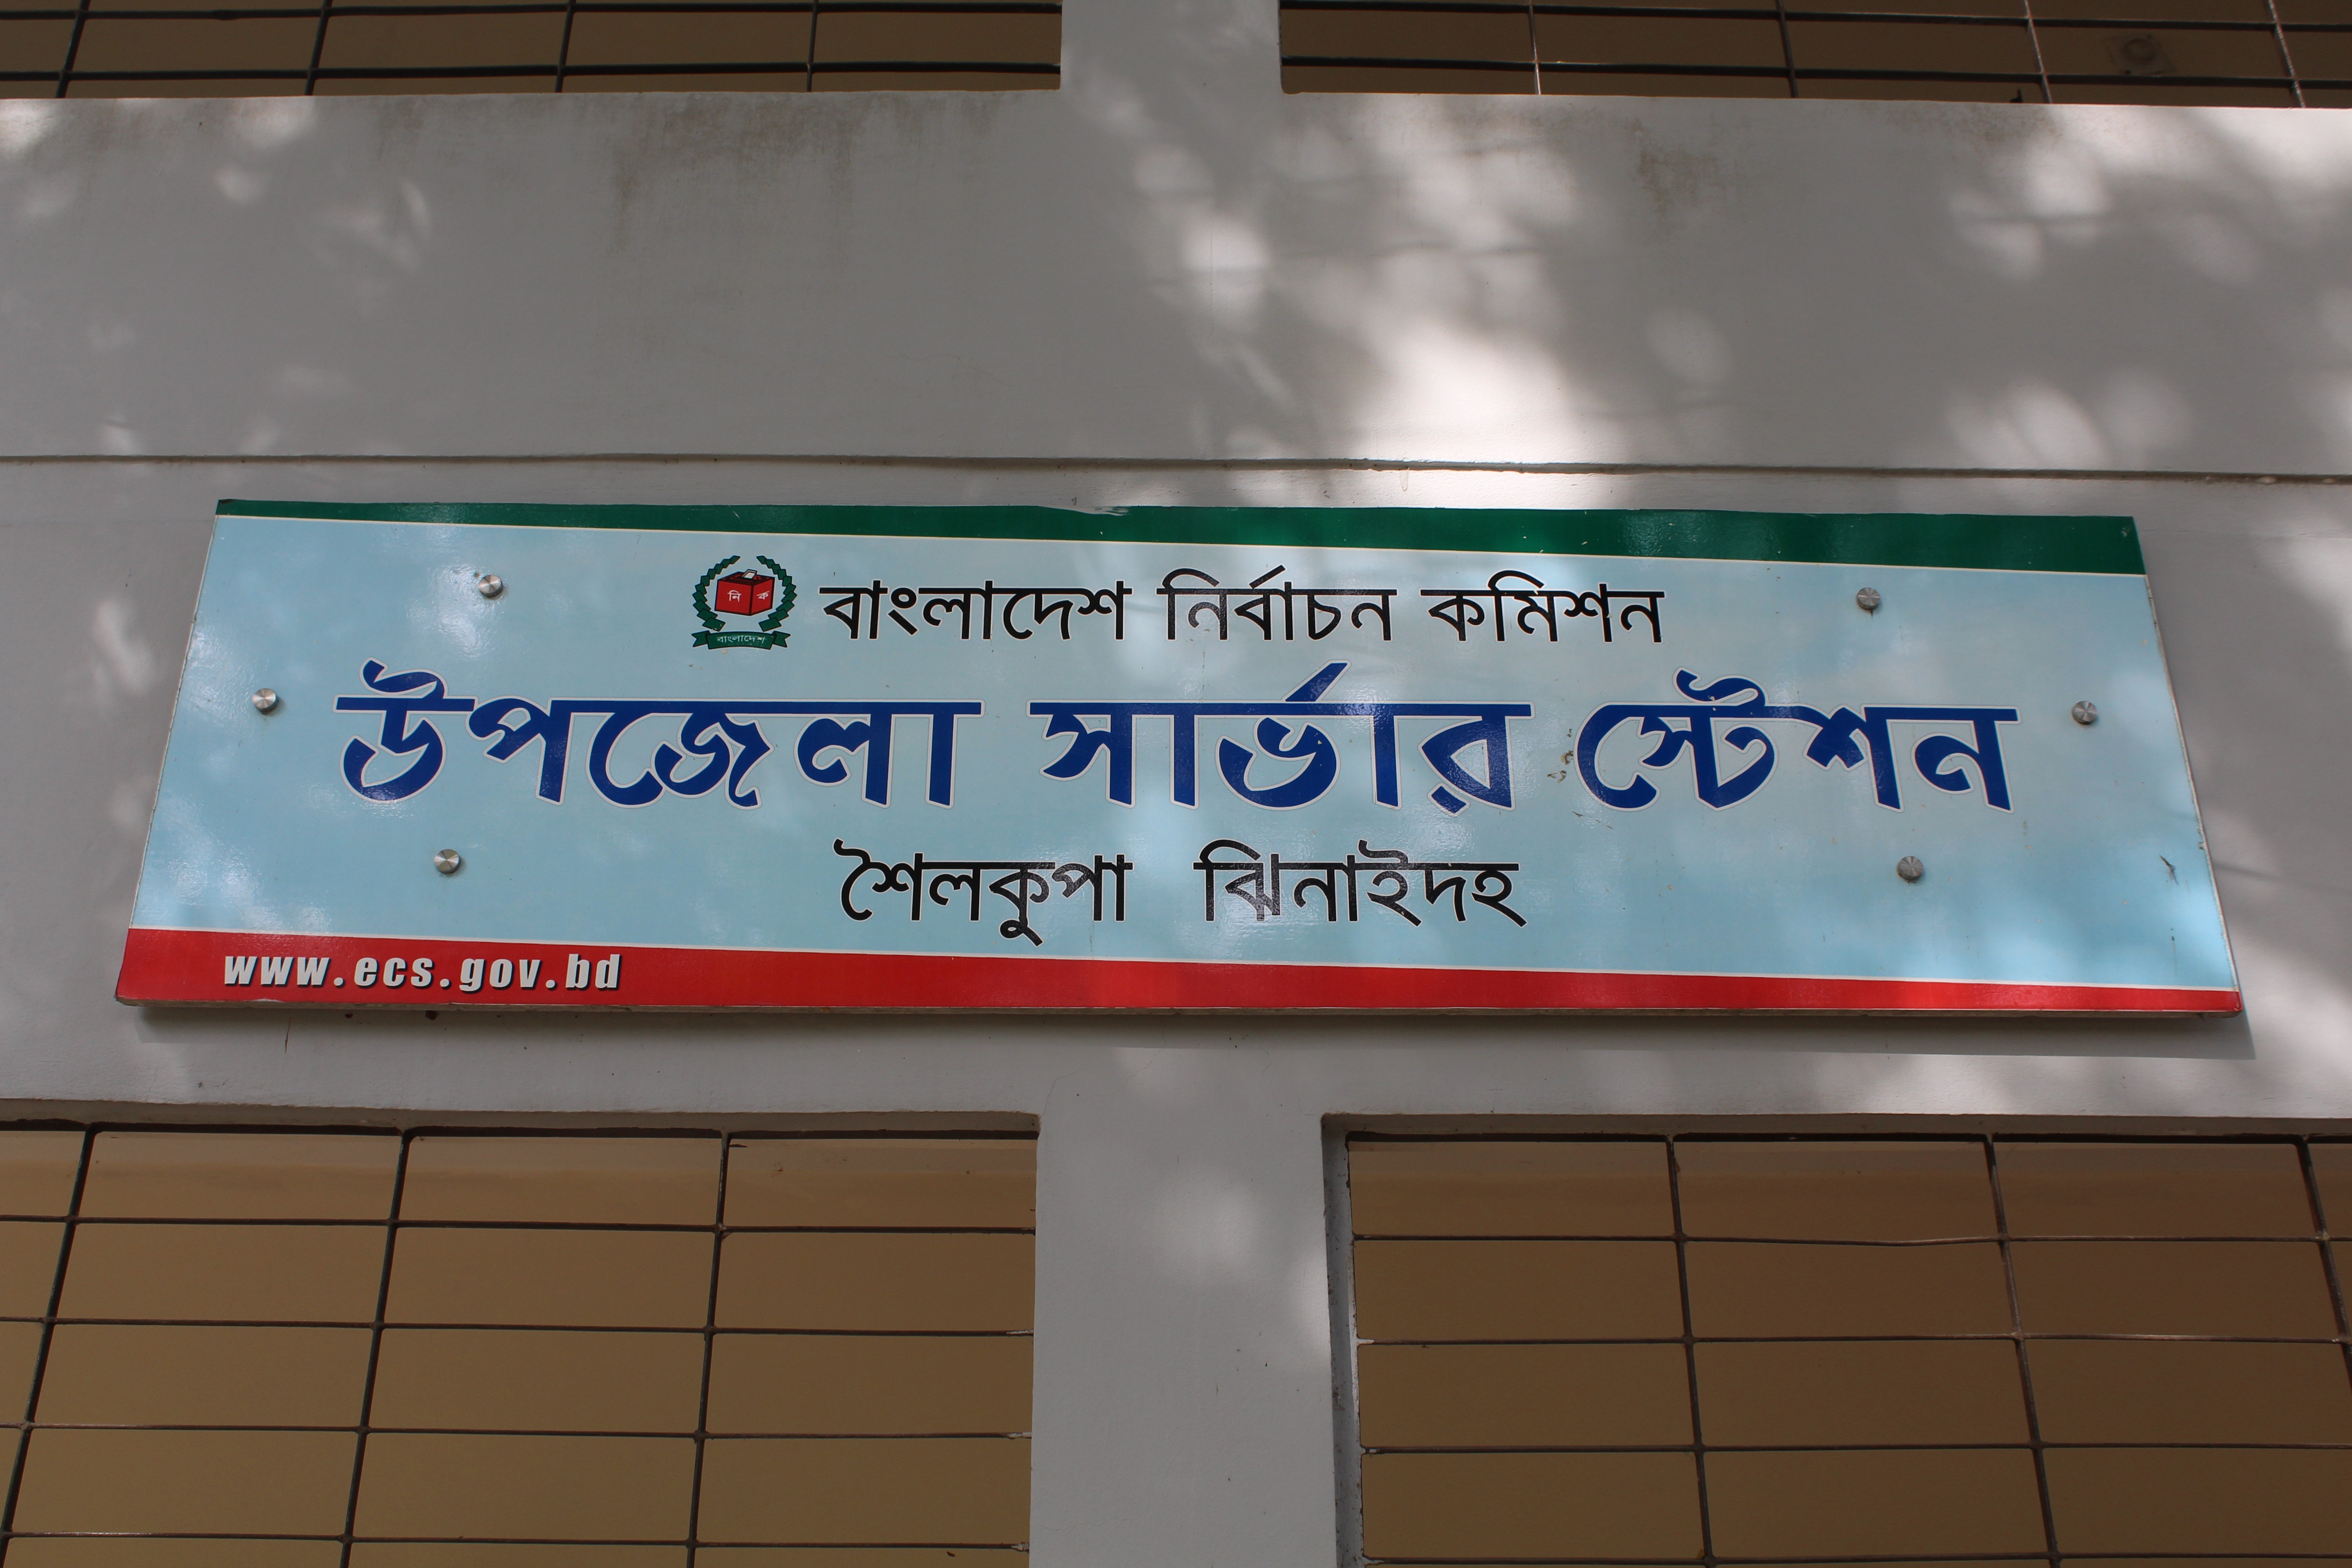 নি ক
বাংলাদেশ
বাংলাদেশ নির্বাচন কমিশন
উপজেলা সার্ভার স্টেশন
শৈলকুপা ঝিনাইদহ
www.ecs.gov.bd